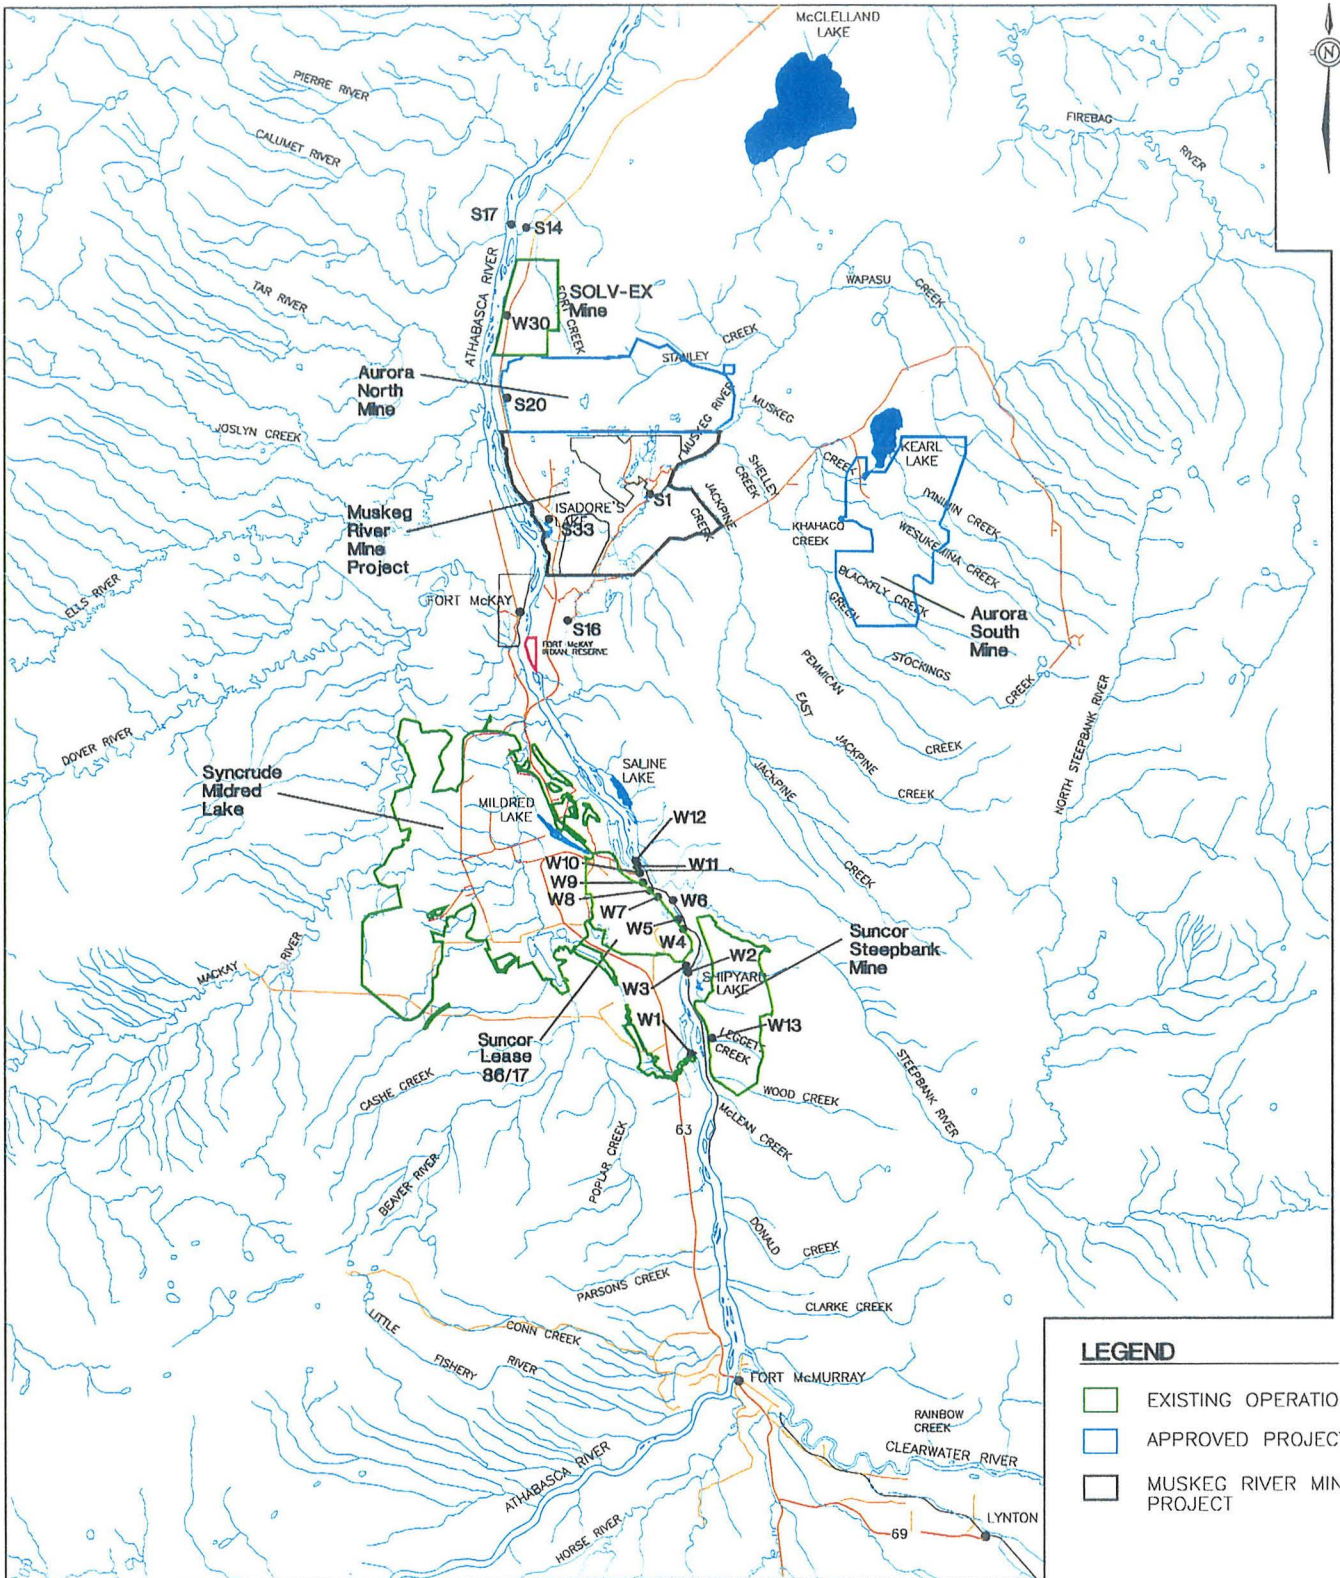 McCLELLAND
LAKE
N
PIERRE RIVER
CALUMET RIVER
FIREBAG
RIVER
S17
S14
ATHABASCA RIVER
TAR RIVER
SOLV-EX
Mine
FORT CREEK
W30
WAPASU
CREEK
STANLEY
CREEK
Aurora
North
Mine
S20
JOSLYN CREEK
MUSKEG RIVER
MUSKEG
CREEK
KEARL
LAKE
SHELLEY
CREEK
JACKPINE
CREEK
IYINIMIN CREEK
S1
ISADORE'S
S33
Muskeg
River
Mine
Project
KHAHAGO
CREEK
WESUKEMINA CREEK
BLACKFLY CREEK
GREEN
STOCKINGS
CREEK
Aurora
South
Mine
ELLS RIVER
FORT McKAY
S16
FORT McKAY
INDIAN RESERVE
PEMMICAN
CREEK
EAST
JACKPINE
CREEK
NORTH STEEPBANK RIVER
DOVER RIVER
JACKPINE
CREEK
SALINE
LAKE
Syncrude
Mildred
Lake
MILDRED
LAKE
W12
W10
W11
W9
W8
W7
W6
W5
W4
Suncor
Steepbank
Mine
W2
SHIPYARD
LAKE
W3
MACKAY
RIVER
W1
W13
LEGGET
CREEK
Suncor
Lease
86/17
STEEPBANK RIVER
CASHE CREEK
WOOD CREEK
McLEAN CREEK
63
POPLAR CREEK
BEAVER RIVER
DONALD
CREEK
PARSONS CREEK
CLARKE CREEK
LITTLE
FISHERY
RIVER
CONN CREEK
FORT McMURRAY
RAINBOW
CREEK
CLEARWATER RIVER
ATHABASCA RIVER
HORSE RIVER
69
LYNTON
LEGEND
EXISTING OPERATIO
APPROVED PROJECT
MUSKEG RIVER MIN
PROJECT